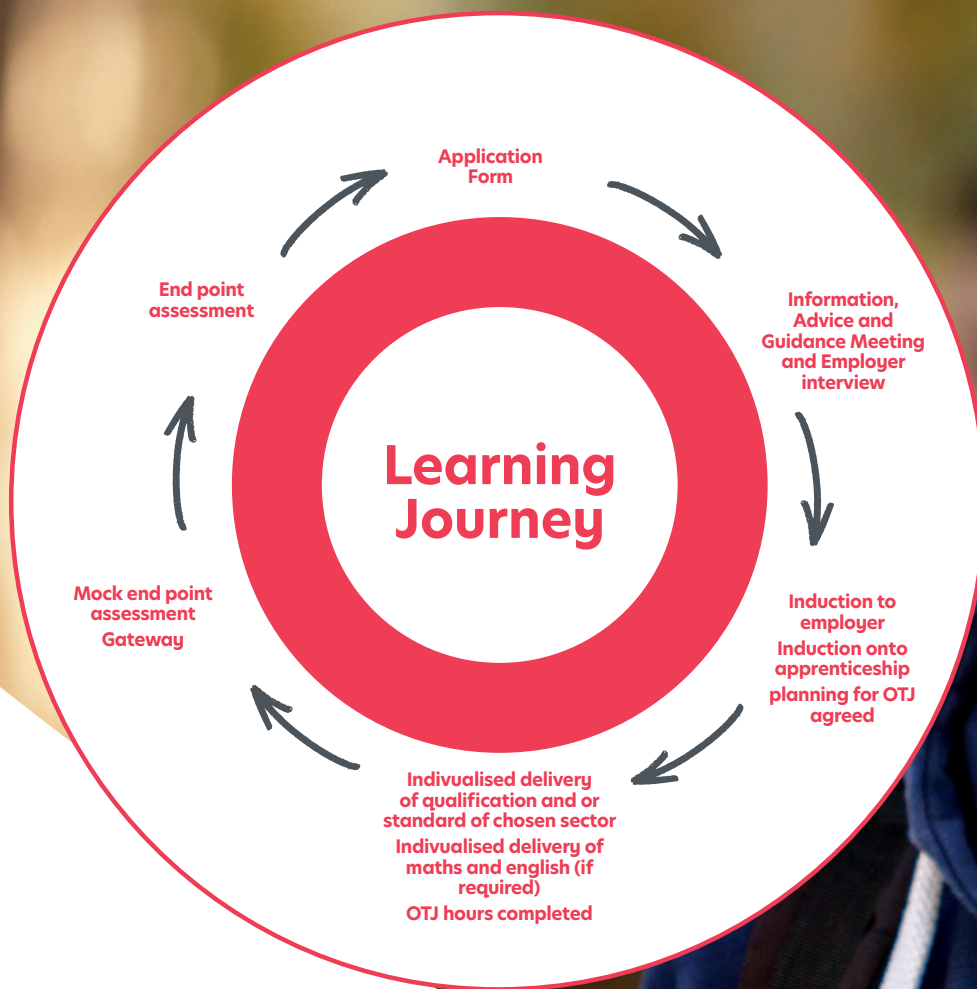 Learning
Journey
Application
Form
Information,
Advice and
Guidance Meeting
and Employer
interview
Induction to
employer
Induction onto
apprenticeship
planning for OTJ
agreed
Indivualised delivery
of qualification and or
standard of chosen sector
Indivualised delivery of
maths and english (if
required)
OTJ hours completed
Mock end point
assessment
Gateway
End point
assessment